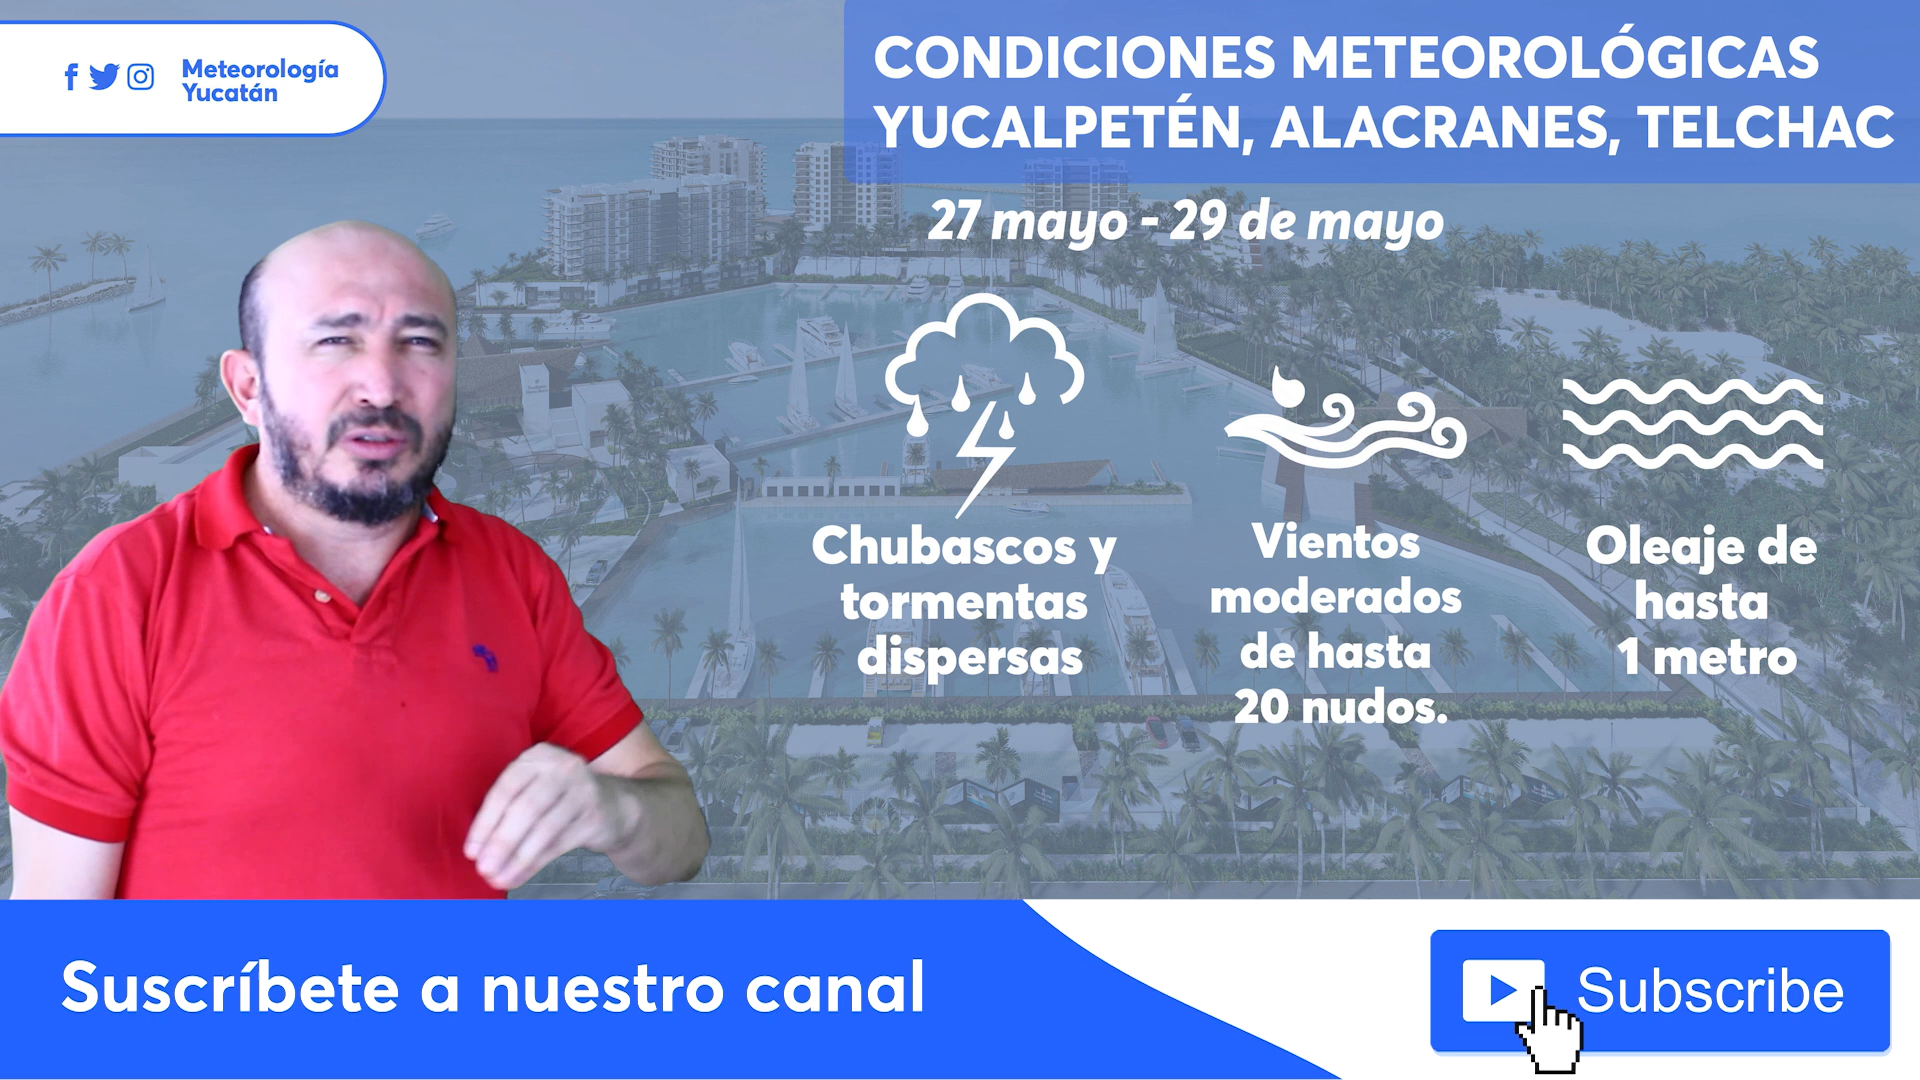 Meteorología
Yucatán
CONDICIONES METEOROLÓGICAS
YUCALPETÉN, ALACRANES, TELCHAC
27 mayo - 29 de mayo
Chubascos y
tormentas
dispersas
Vientos
moderados
de hasta
20 nudos.
Oleaje de
hasta
1 metro
Suscríbete a nuestro canal
Subscribe